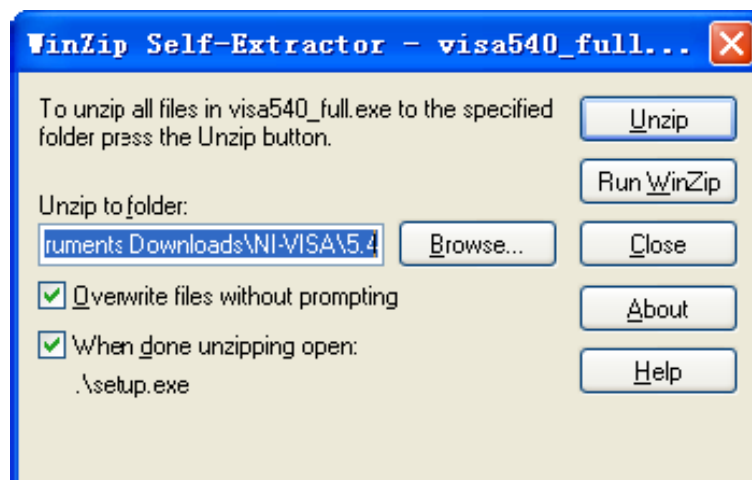 WinZip Self-Extractor - visa540_full...
To unzip all files in visa540_full.exe to the specified
folder press the Unzip button.
Unzip to folder:
ruments Downloads\NI-VISA\5.4
Browse...
Overwrite files without prompting
When done unzipping open:
.\setup.exe
Unzip
Run WinZip
Close
About
Help